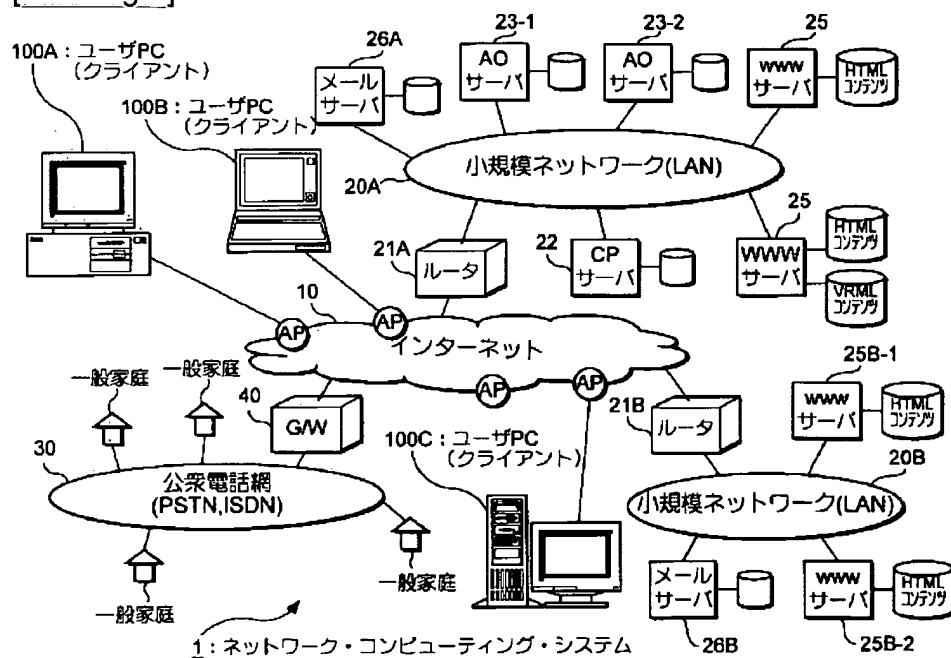 100A：ユーザPC
（クライアント）
26A
23-1
23-2
25
メール
サーバ
AO
サーバ
AO
サーバ
WWW
サーバ
HTML
コンテンツ
100B：ユーザPC
（クライアント）
小規模ネットワーク(LAN)
20A
21A
ルータ
22
CP
サーバ
25
WWW
サーバ
HTML
コンテンツ
VRML
コンテンツ
10
AP
AP
インターネット
AP
AP
一般家庭
一般家庭
40
G/W
21B
ルータ
25B-1
WWW
サーバ
HTML
コンテンツ
30
公衆電話網
(PSTN,ISDN)
100C：ユーザPC
（クライアント）
20B
小規模ネットワーク(LAN)
一般家庭
一般家庭
メール
サーバ
26B
WWW
サーバ
HTML
コンテンツ
25B-2
1：ネットワーク・コンピューティング・システム